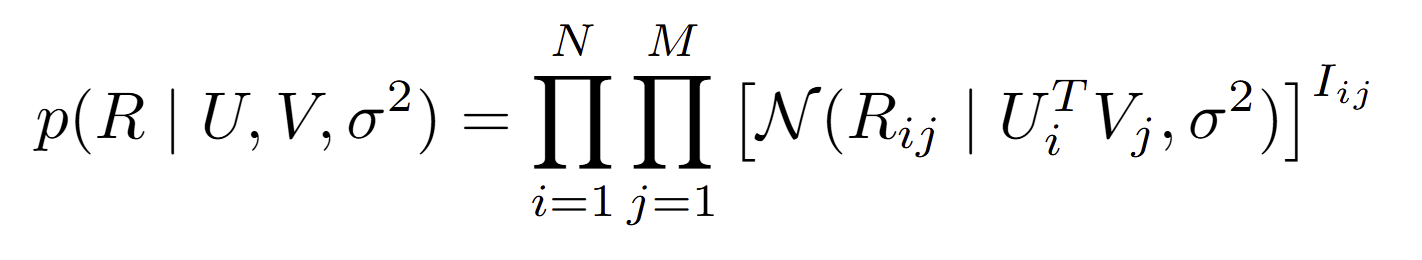 p(R | U, V, σ²) = ∏_{i=1}^{N} ∏_{j=1}^{M} [𝒩(R_{ij} | U_i^T V_j, σ²)]^{I_{ij}}